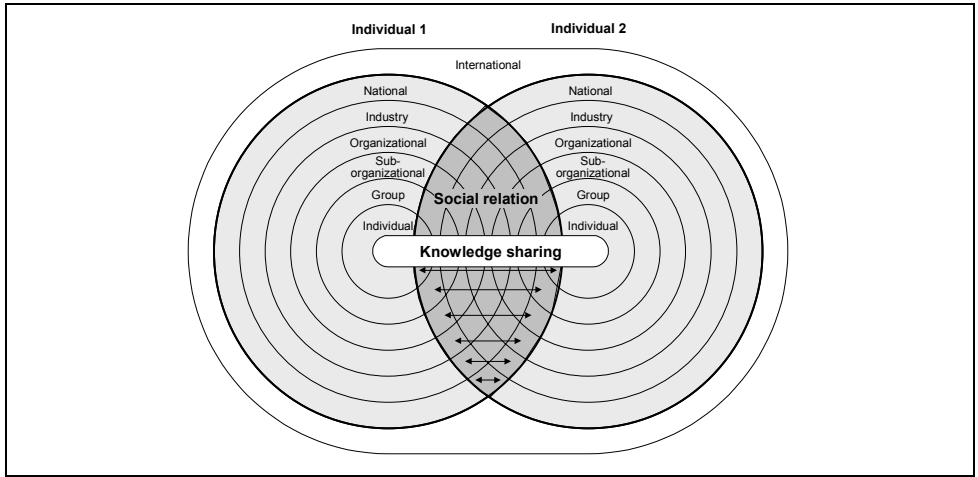 Individual 1
Individual 2
International
National
National
Industry
Industry
Organizational
Organizational
Sub-
organizational
Sub-
organizational
Group
Group
Social relation
Individual
Individual
Knowledge sharing